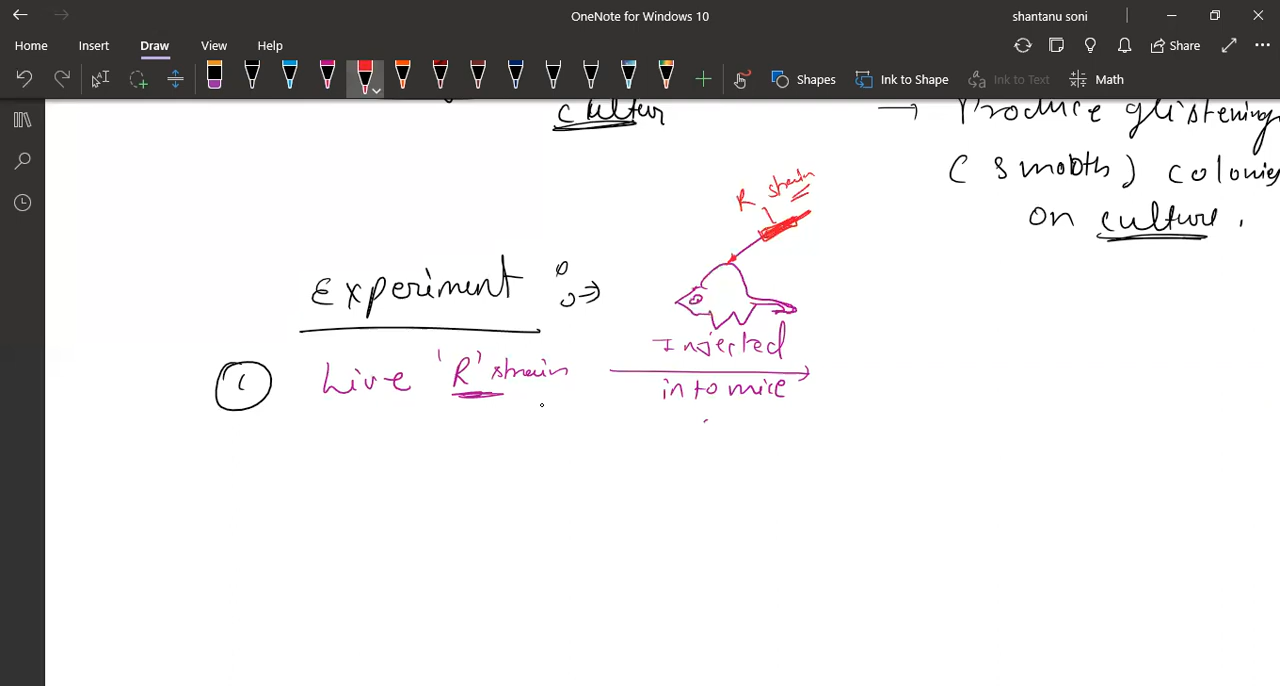 OneNote for Windows 10
shantanu soni
Home Insert Draw View Help
Share
Shapes
Ink to Shape
Ink to Text
Math
cultur
→ Produce glistening
(smooth) colonies
on culture.
R strain
Experiment :⇒
① Live 'R' strain
Injected
into mice